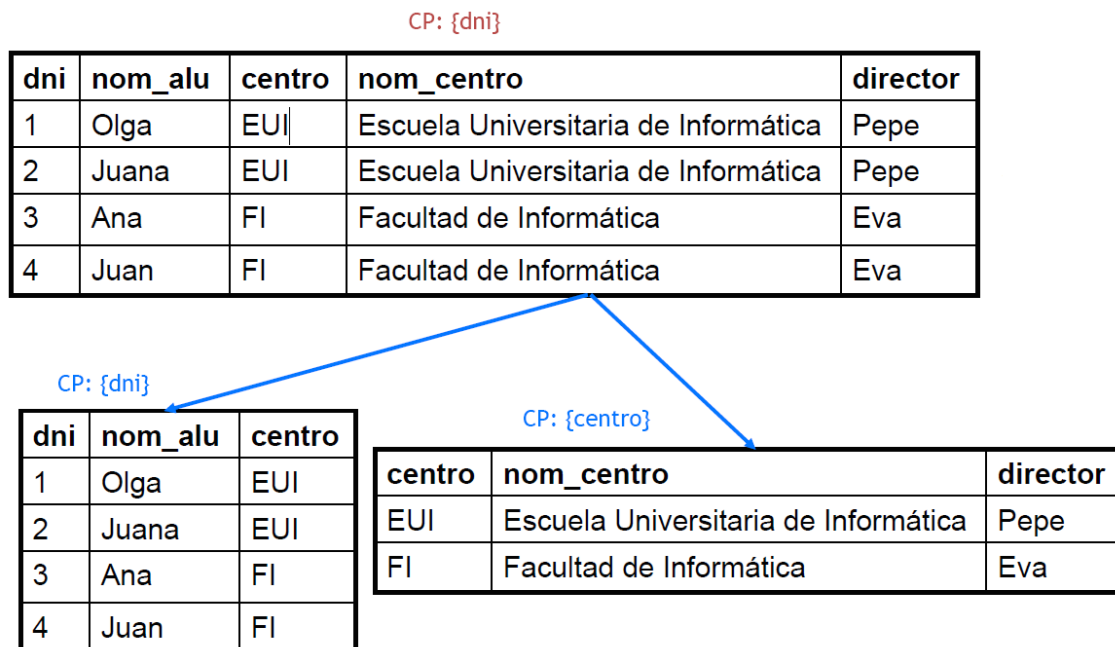 CP: {dni}
dni nom_alu centro nom_centro director
1 Olga EUI Escuela Universitaria de Informática Pepe
2 Juana EUI Escuela Universitaria de Informática Pepe
3 Ana FI Facultad de Informática Eva
4 Juan FI Facultad de Informática Eva
CP: {dni}
dni nom_alu centro
1 Olga EUI
2 Juana EUI
3 Ana FI
4 Juan FI
CP: {centro}
centro nom_centro director
EUI Escuela Universitaria de Informática Pepe
FI Facultad de Informática Eva